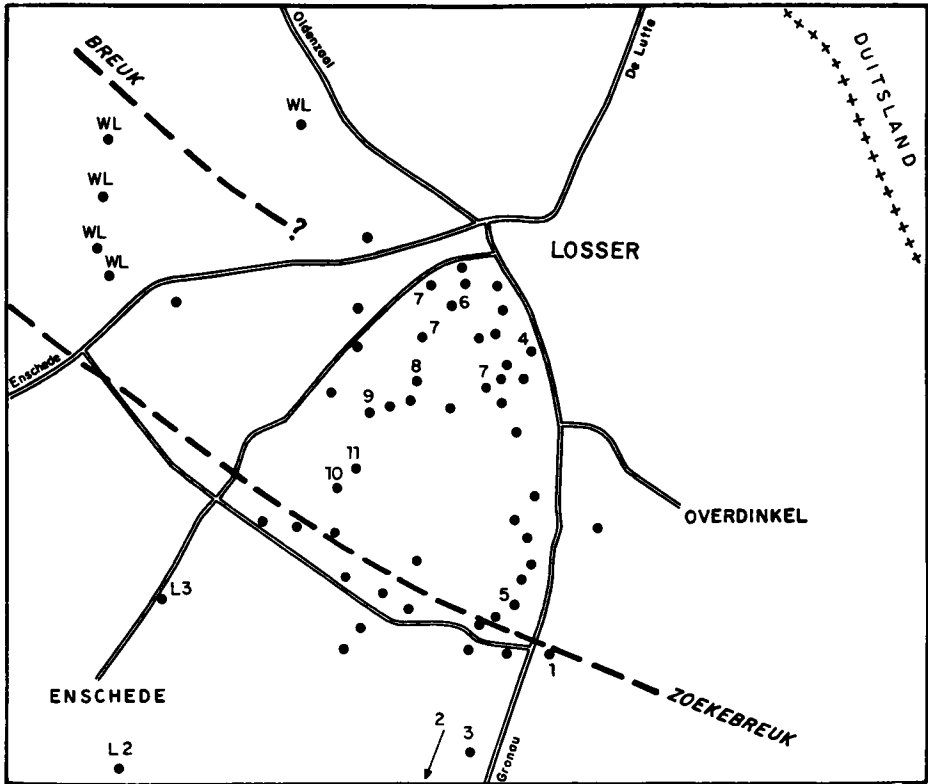 Oldenzaal
De Lutte
BREUK
DUITSLAND
WL
WL
WL
WL
WL
?
LOSSER
7
6
7
4
8
7
9
Enschede
11
10
OVERDINKEL
L3
5
1
ENSCHEDE
ZOEKEBREUK
2
3
L2
Gronau